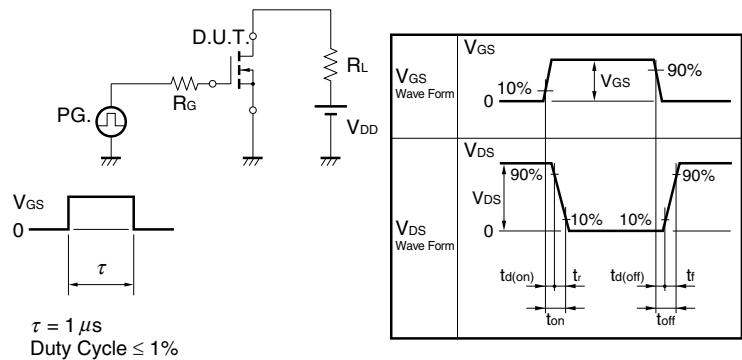 D.U.T.
RL
RG
PG.
VDD
VGS
0
τ
τ = 1 μs
Duty Cycle ≤ 1%
VGS
Wave Form
VGS
10%
VGS
90%
0
VDS
Wave Form
VDS
90%
90%
VDS
10%
10%
0
td(on)
tr
td(off)
tf
ton
toff